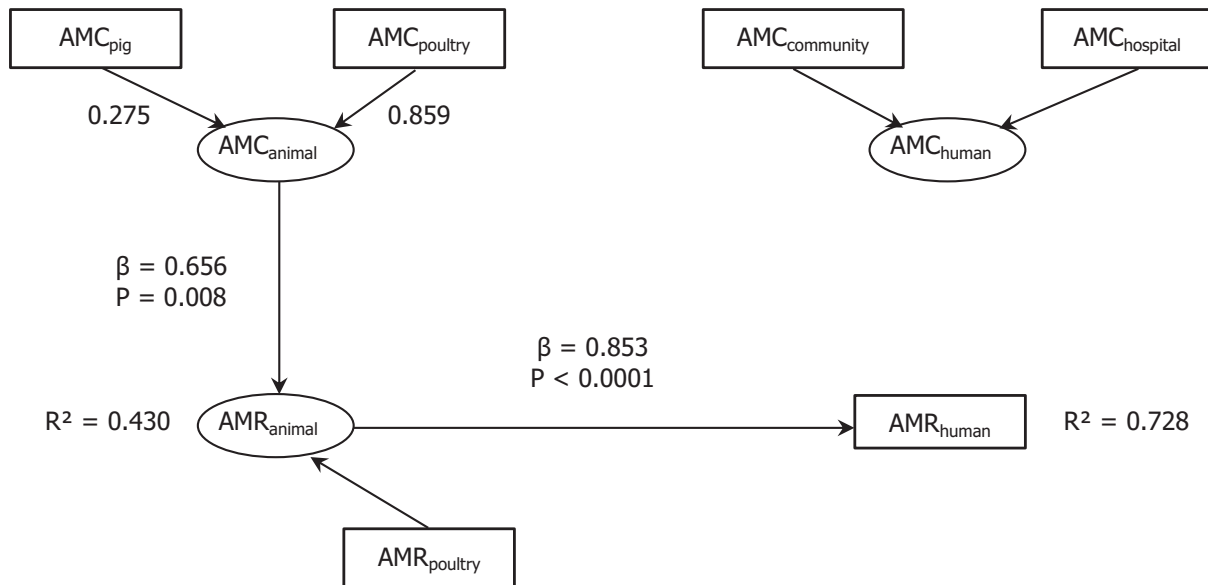 AMCpig
AMCpoultry
AMCcommunity
AMChospital
0.275
0.859
AMCanimal
AMChuman
β = 0.656
P = 0.008
β = 0.853
P < 0.0001
R² = 0.430
AMRanimal
AMRhuman
R² = 0.728
AMRpoultry